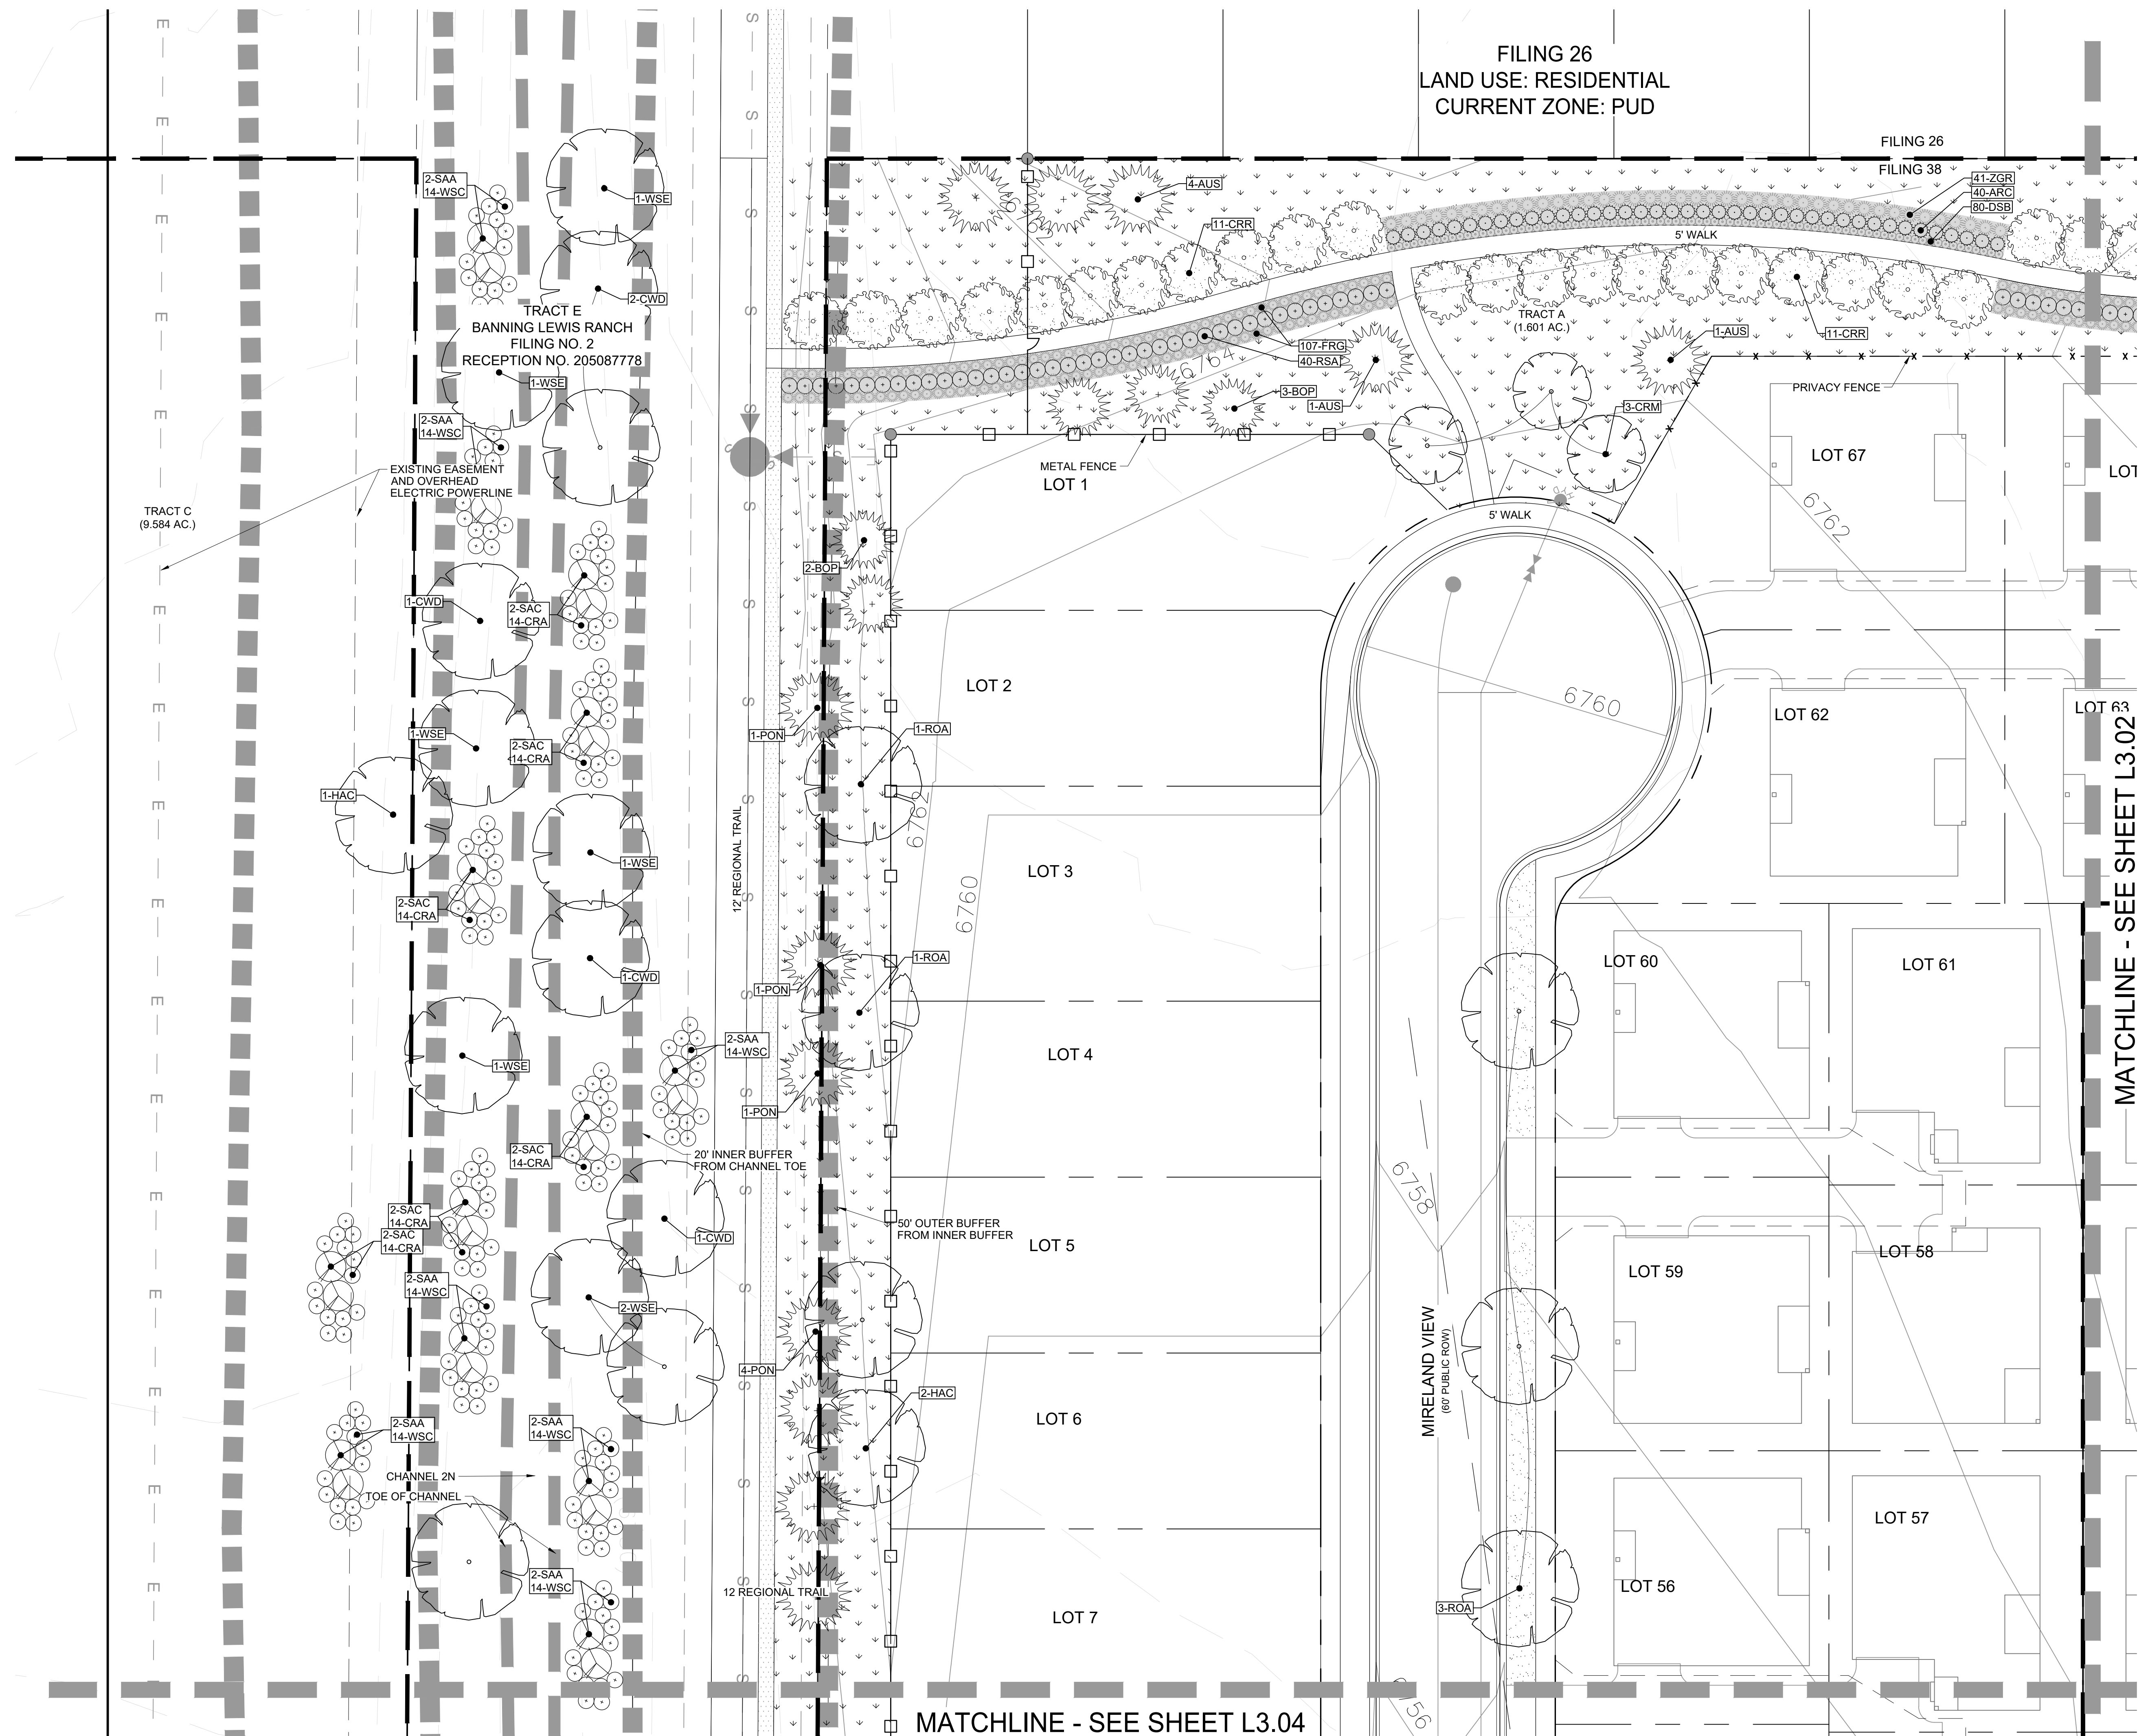 FILING 26
LAND USE: RESIDENTIAL
CURRENT ZONE: PUD
FILING 26
FILING 38
2-SAA
14-WSC
1-WSE
4-AUS
41-ZGR
40-ARC
80-DSB
11-CRR
5' WALK
2-CWD
TRACT E
BANNING LEWIS RANCH
FILING NO. 2
RECEPTION NO. 205087778
TRACT A
(1.601 AC.)
1-AUS
11-CRR
107-FRG
40-RSA
6764
1-WSE
PRIVACY FENCE
3-BOP
1-AUS
3-CRM
2-SAA
14-WSC
EXISTING EASEMENT
AND OVERHEAD
ELECTRIC POWERLINE
METAL FENCE
LOT 1
LOT 67
LOT
TRACT C
(9.584 AC.)
5' WALK
6762
2-BOP
1-CWD
2-SAC
14-CRA
LOT 2
6760
LOT 62
LOT 63
1-PON
1-ROA
1-WSE
2-SAC
14-CRA
1-HAC
6762
12' REGIONAL TRAIL
1-WSE
LOT 3
2-SAC
14-CRA
6760
MATCHLINE - SEE SHEET L3.02
1-ROA
LOT 60
LOT 61
1-CWD
1-PON
2-SAA
14-WSC
LOT 4
1-WSE
1-PON
2-SAC
14-CRA
20' INNER BUFFER
FROM CHANNEL TOE
6758
2-SAC
14-CRA
2-SAC
14-CRA
1-CWD
50' OUTER BUFFER
FROM INNER BUFFER
LOT 5
LOT 58
LOT 59
2-SAA
14-WSC
2-WSE
MIRELAND VIEW
(60' PUBLIC ROW)
4-PON
2-HAC
2-SAA
14-WSC
2-SAA
14-WSC
LOT 6
CHANNEL 2N
TOE OF CHANNEL
LOT 57
2-SAA
14-WSC
12 REGIONAL TRAIL
LOT 56
3-ROA
LOT 7
MATCHLINE - SEE SHEET L3.04